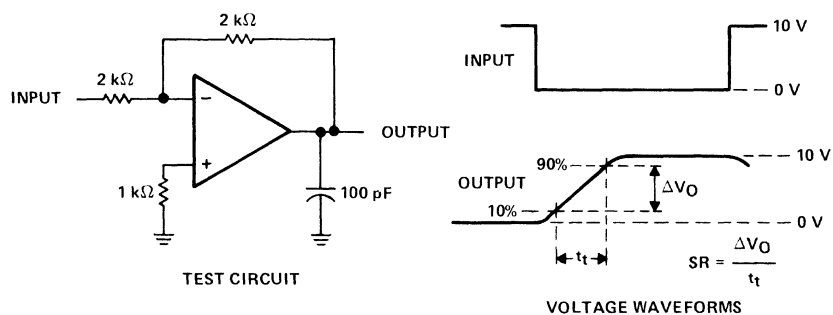 2 kΩ
2 kΩ
INPUT
−
+
OUTPUT
1 kΩ
100 pF
TEST CIRCUIT
10 V
INPUT
0 V
90%
10 V
OUTPUT
ΔVO
10%
0 V
tt
SR = ΔVO
tt
VOLTAGE WAVEFORMS